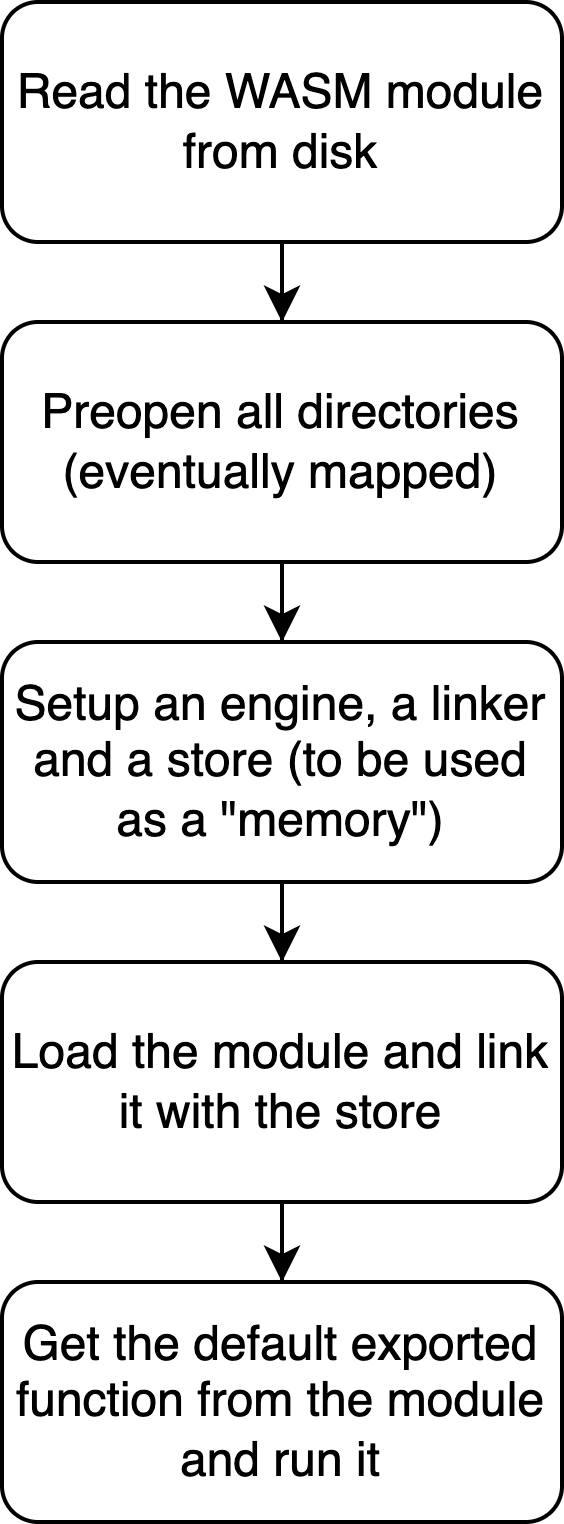 Read the WASM module
from disk
Preopen all directories
(eventually mapped)
Setup an engine, a linker
and a store (to be used
as a "memory")
Load the module and link
it with the store
Get the default exported
function from the module
and run it